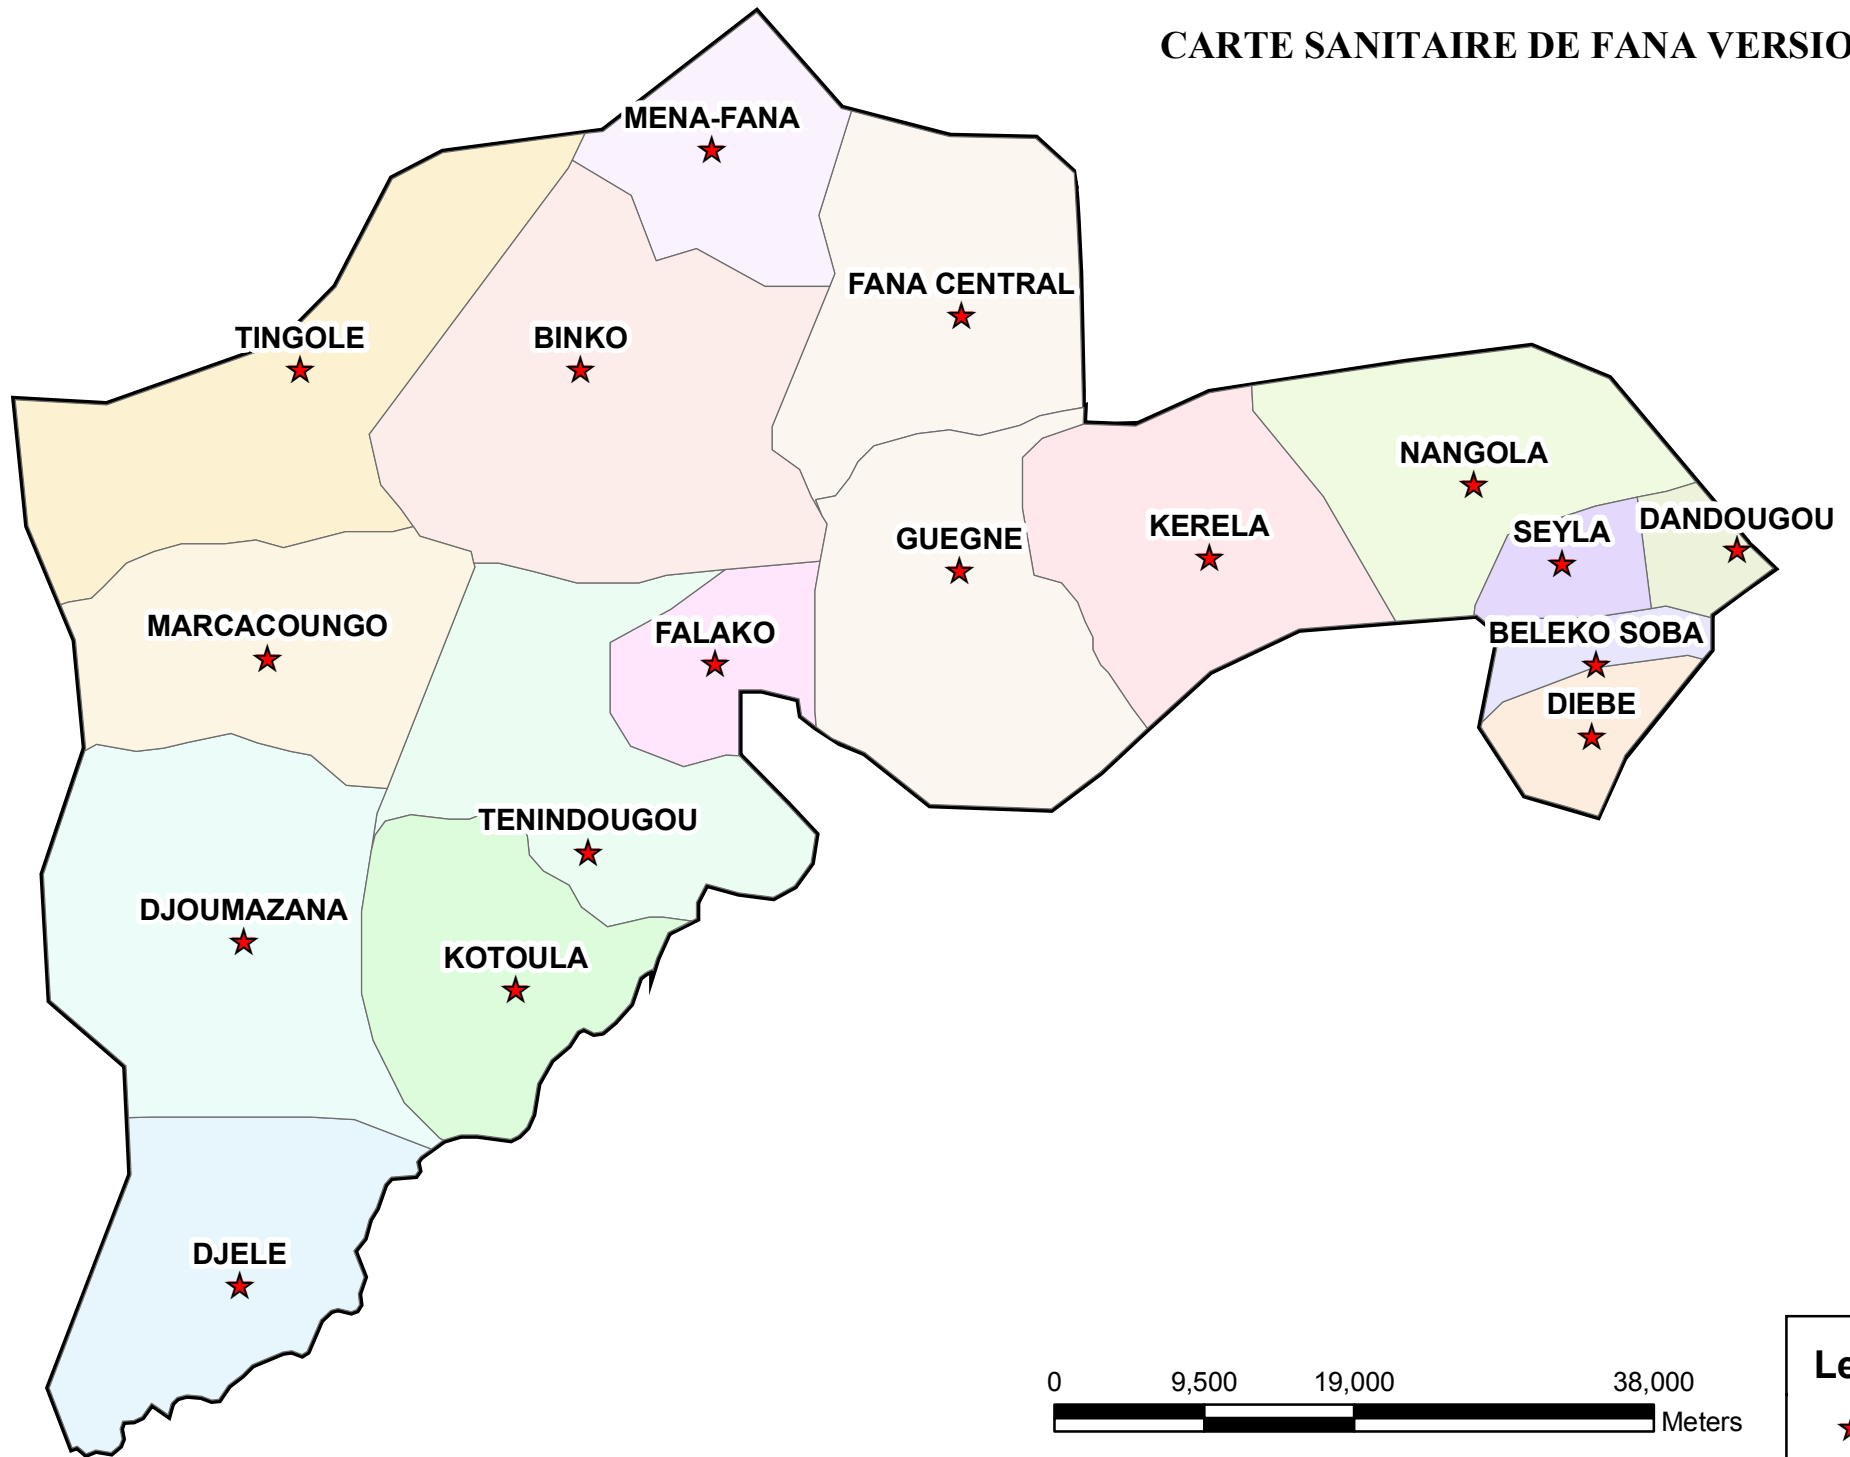 CARTE SANITAIRE DE FANA
MENA-FANA
FANA CENTRAL
TINGOLE
BINKO
NANGOLA
DANDOUGOU
KERELA
SEYLA
GUEGNE
MARCACOUNGO
FALAKO
BELEKO SOBA
DIEBE
TENINDOUGOU
DJOUMAZANA
KOTOULA
DJELE
0 9,500 19,000 38,000
Meters